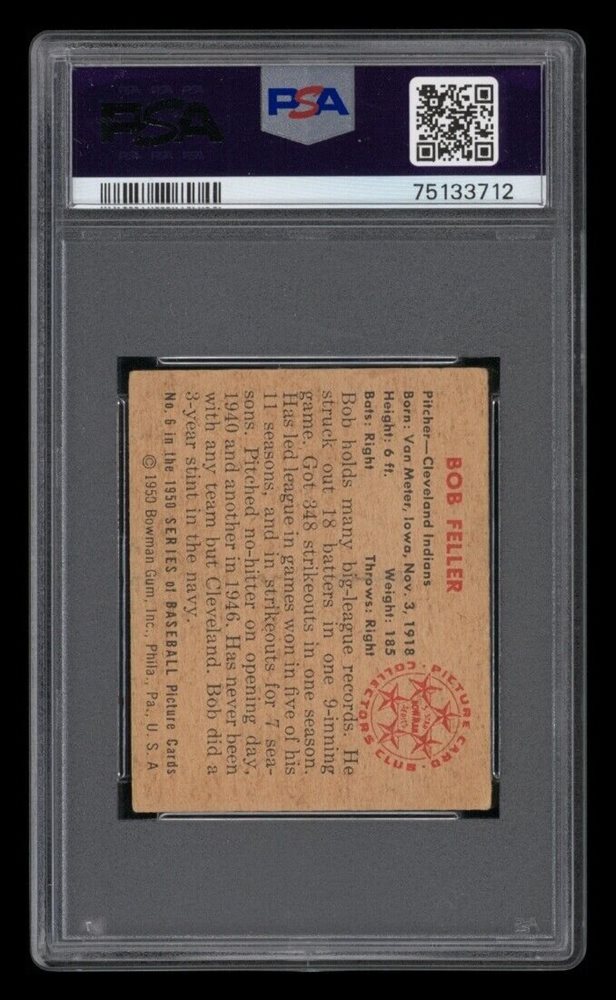 PSA
PSA
75133712
BOB FELLER
Pitcher—Cleveland Indians
Born: Van Meter, Iowa, Nov. 3, 1918
Height: 6 ft. Weight: 185
Bats: Right Throws: Right
Bob holds many big-league records. He
struck out 18 batters in one 9-inning
game. Got 348 strikeouts in one season.
Has led league in games won in five of his
11 seasons, and in strikeouts for 7 sea-
sons. Pitched no-hitter on opening day,
1940 and another in 1946. Has never been
with any team but Cleveland. Bob did a
3-year stint in the navy.
No. 6 in the 1950 SERIES of BASEBALL Picture Cards
©1950 Bowman Gum, Inc., Phila., Pa., U. S. A
PICTURE CARD
COLLECTORS CLUB
5 STAR
BOWMAN